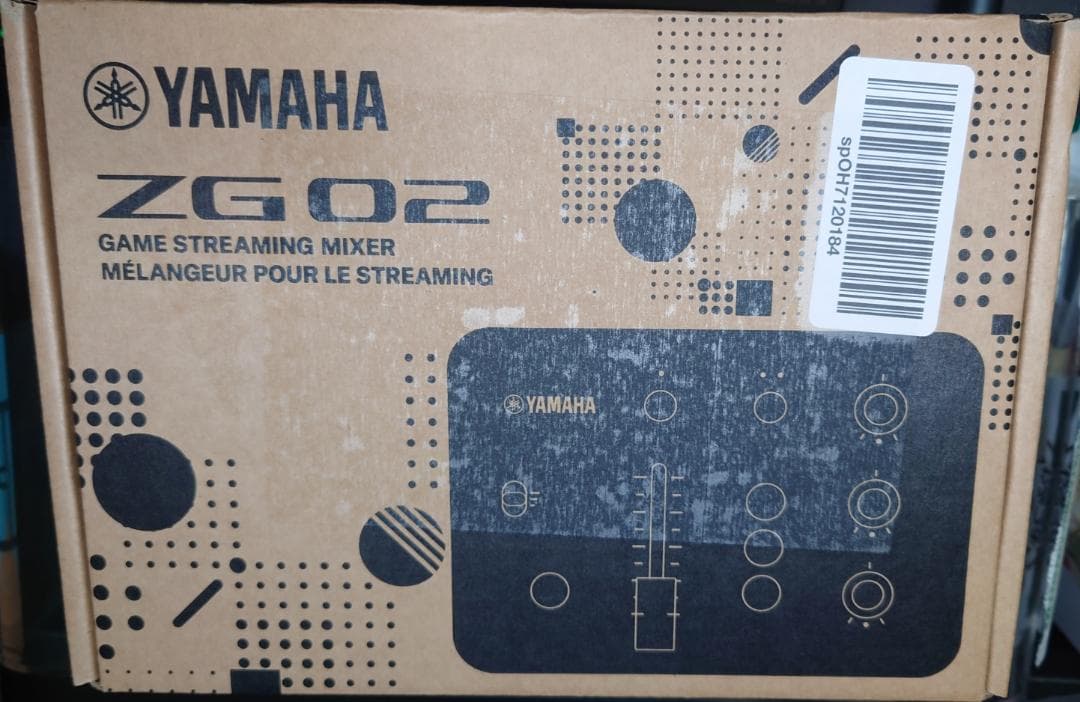 YAMAHA
ZG02
GAME STREAMING MIXER
MÉLANGEUR POUR LE STREAMING
spOH7120184
YAMAHA